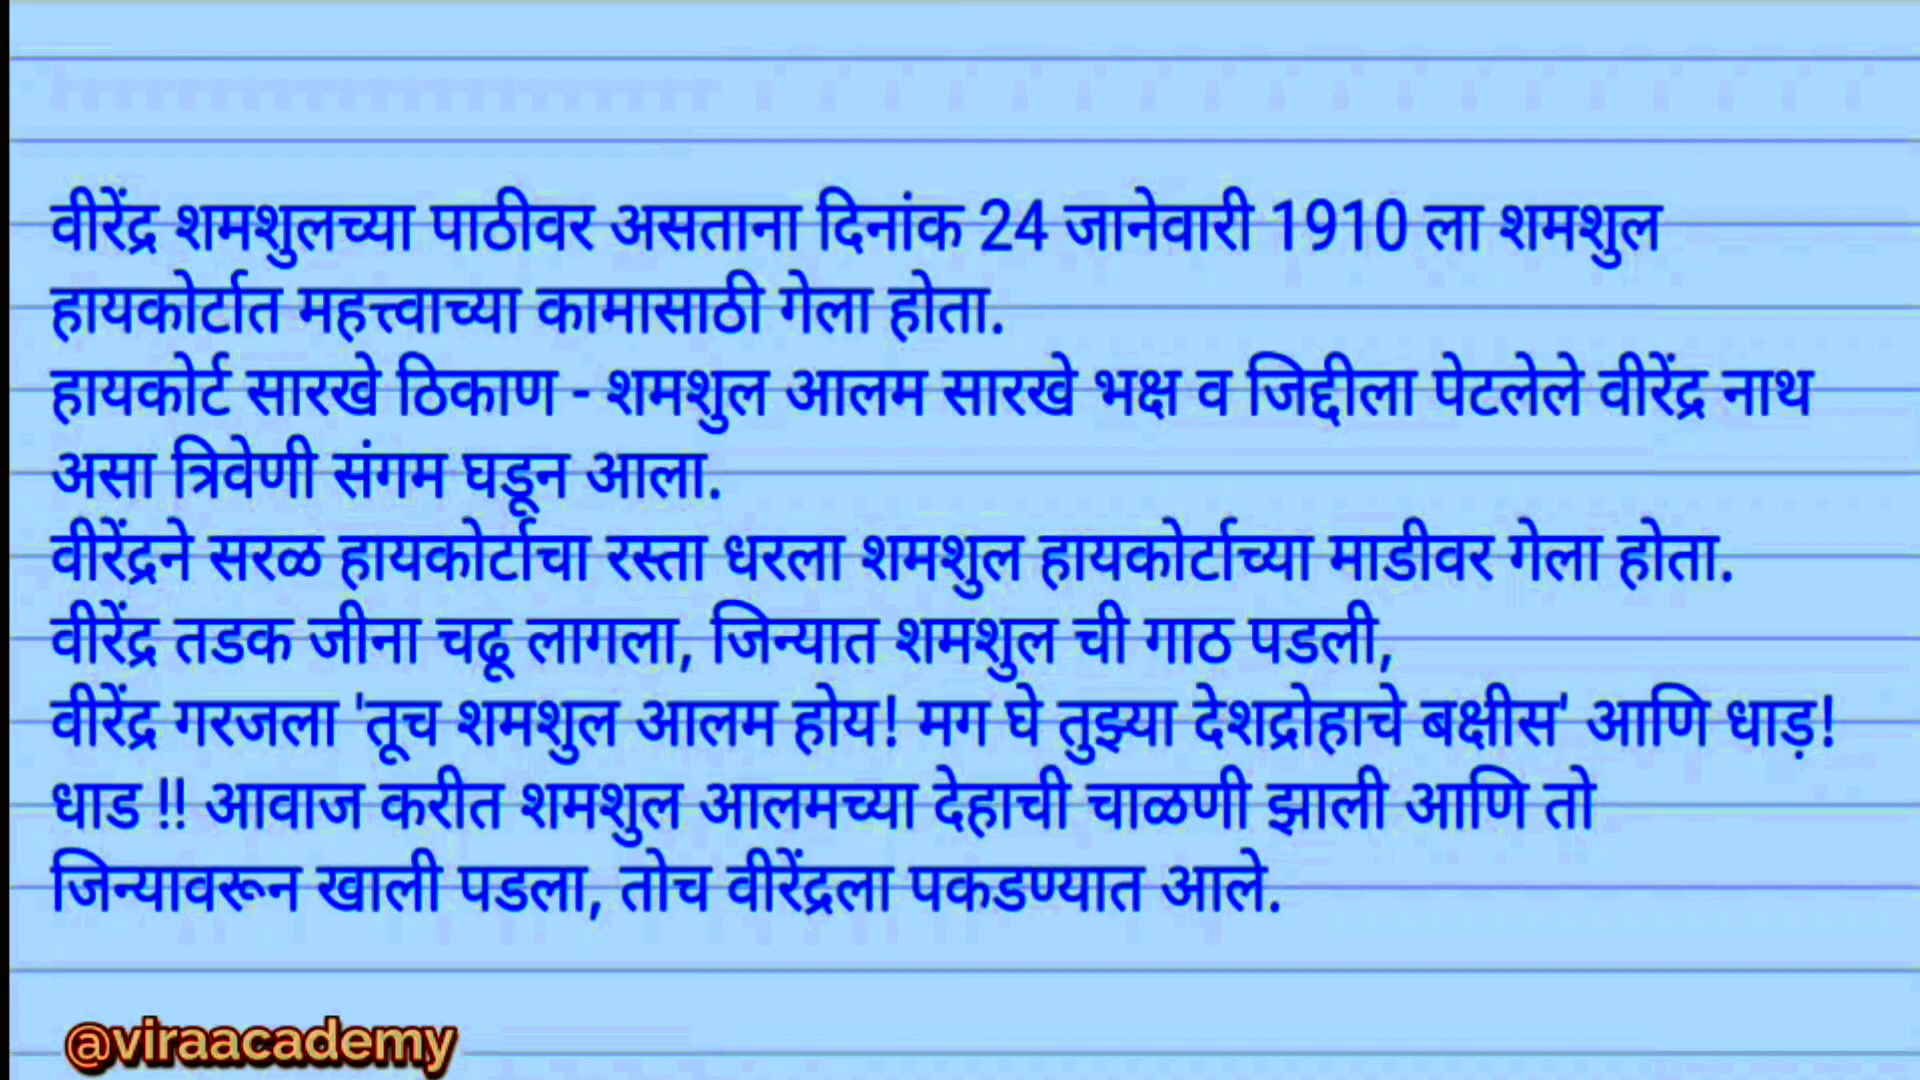 वीरेंद्र शमशुलच्या पाठीवर असताना दिनांक 24 जानेवारी 1910 ला शमशुल
हायकोर्टात महत्त्वाच्या कामासाठी गेला होता.
हायकोर्ट सारखे ठिकाण - शमशुल आलम सारखे भक्ष व जिद्दीला पेटलेले वीरेंद्र नाथ
असा त्रिवेणी संगम घडून आला.
वीरेंद्रने सरळ हायकोर्टाचा रस्ता धरला शमशुल हायकोर्टाच्या माडीवर गेला होता.
वीरेंद्र तडक जीना चढू लागला, जिन्यात शमशुल ची गाठ पडली,
वीरेंद्र गरजला 'तूच शमशुल आलम होय! मग घे तुझ्या देशद्रोहाचे बक्षीस' आणि धाड़!
धाड !! आवाज करीत शमशुल आलमच्या देहाची चाळणी झाली आणि तो
जिन्यावरून खाली पडला, तोच वीरेंद्रला पकडण्यात आले.
@viraacademy